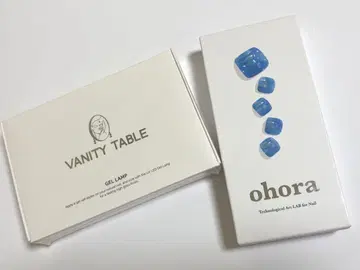 VANITY TABLE
GEL LAMP
ohora
Technological Art-LAB for Nail